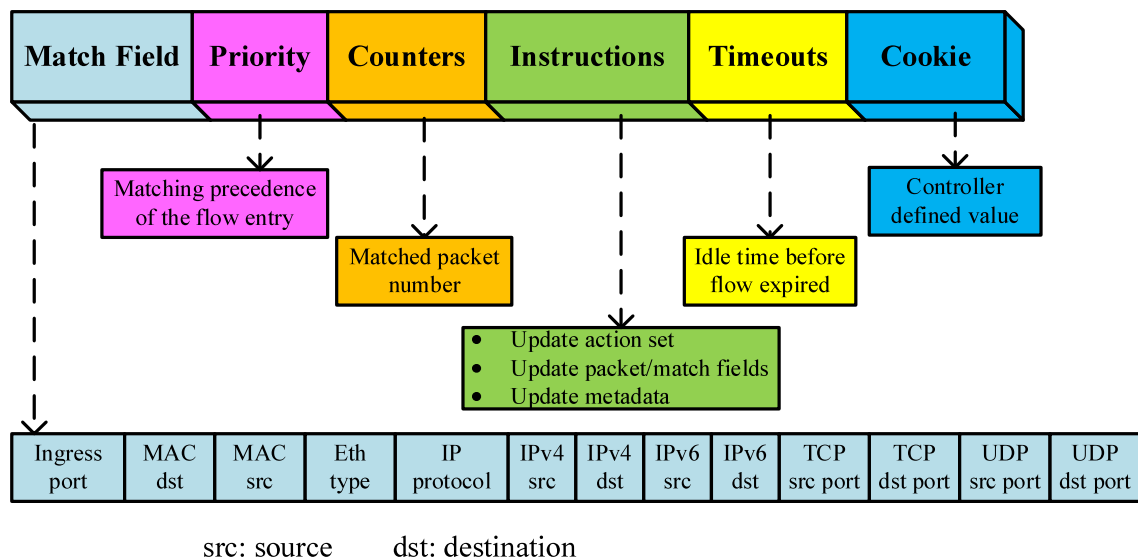 Match Field
Priority
Counters
Instructions
Timeouts
Cookie
Matching precedence
of the flow entry
Controller
defined value
Matched packet
number
Idle time before
flow expired
• Update action set
• Update packet/match fields
• Update metadata
Ingress
port
MAC
dst
MAC
src
Eth
type
IP
protocol
IPv4
src
IPv4
dst
IPv6
src
IPv6
dst
TCP
src port
TCP
dst port
UDP
src port
UDP
dst port
src: source
dst: destination